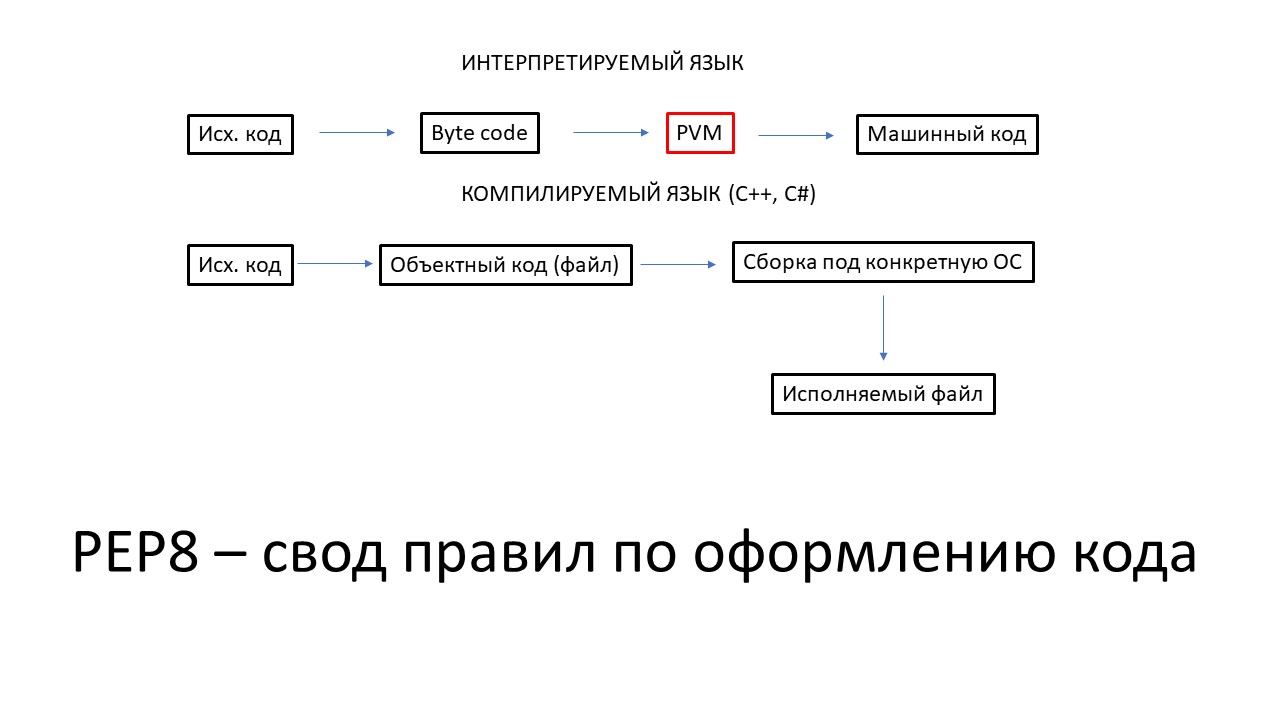 ИНТЕРПРЕТИРУЕМЫЙ ЯЗЫК
Исх. код
Byte code
PVM
Машинный код
КОМПИЛИРУЕМЫЙ ЯЗЫК (C++, C#)
Исх. код
Объектный код (файл)
Сборка под конкретную ОС
Исполняемый файл
PEP8 – свод правил по оформлению кода